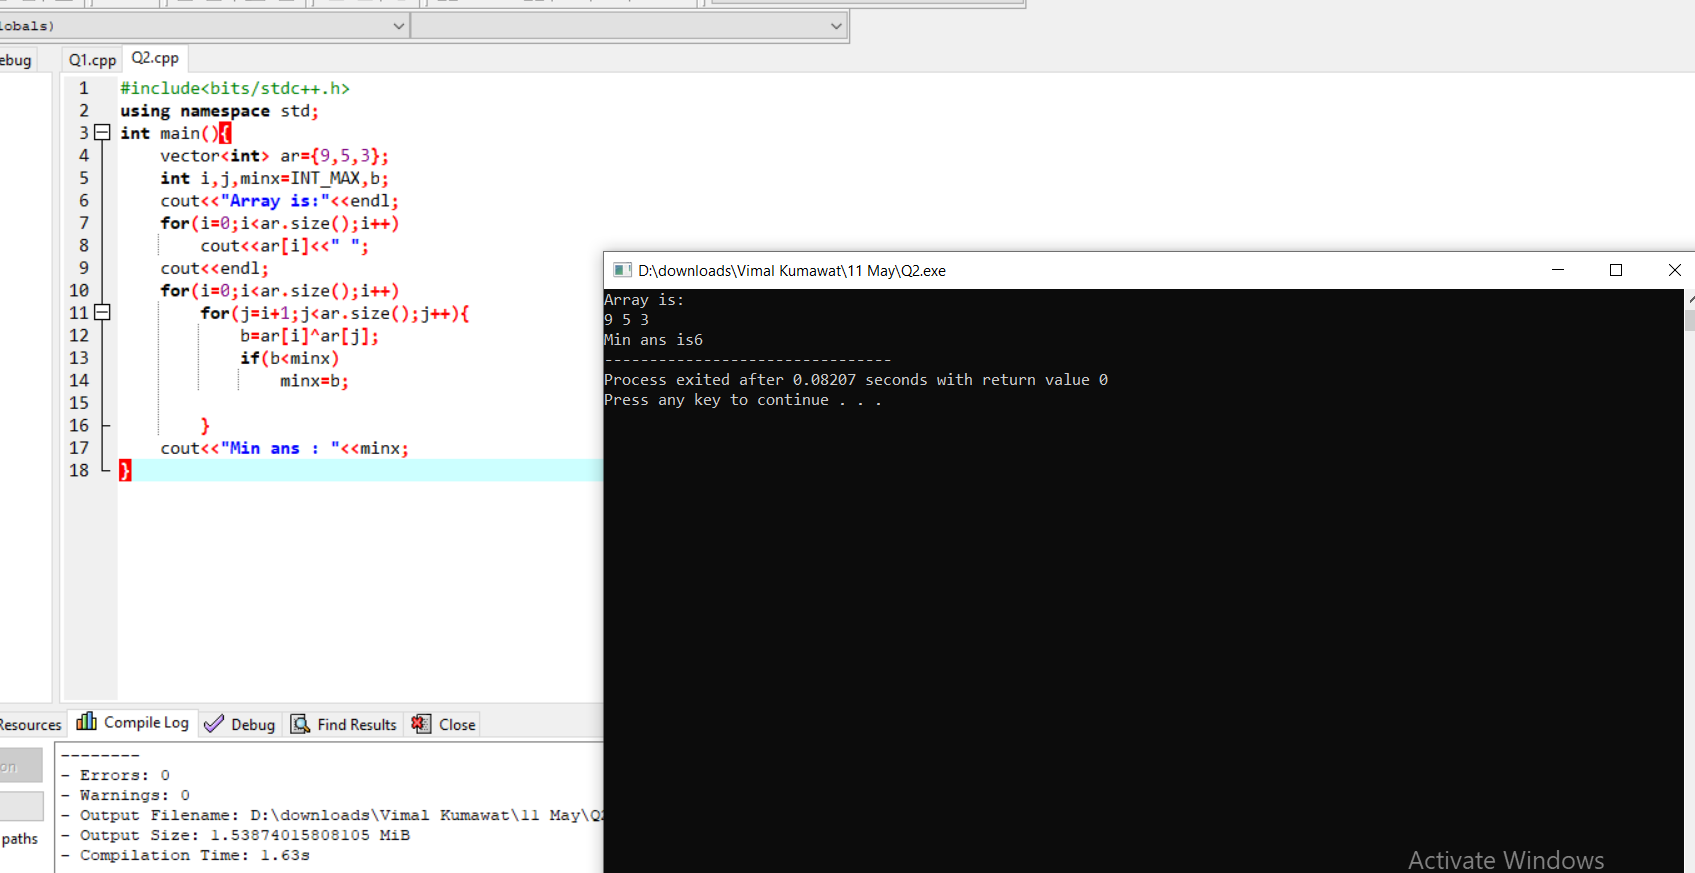 lobals)
ebug Q1.cpp Q2.cpp
1 #include<bits/stdc++.h>
2 using namespace std;
3 int main(){
4 vector<int> ar={9,5,3};
5 int i,j,minx=INT_MAX,b;
6 cout<<"Array is:"<<endl;
7 for(i=0;i<ar.size();i++)
8 cout<<ar[i]<<" ";
9 cout<<endl;
10 for(i=0;i<ar.size();i++)
11 for(j=i+1;j<ar.size();j++){
12 b=ar[i]^ar[j];
13 if(b<minx)
14 minx=b;
15
16 }
17 cout<<"Min ans : "<<minx;
18 }
D:\downloads\Vimal Kumawat\11 May\Q2.exe
Array is:
9 5 3
Min ans is6
--------------------------------
Process exited after 0.08207 seconds with return value 0
Press any key to continue . . .
Resources Compile Log Debug Find Results Close
on
paths
--------
- Errors: 0
- Warnings: 0
- Output Filename: D:\downloads\Vimal Kumawat\11 May\Q
- Output Size: 1.53874015808105 MiB
- Compilation Time: 1.63s
Activate Windows